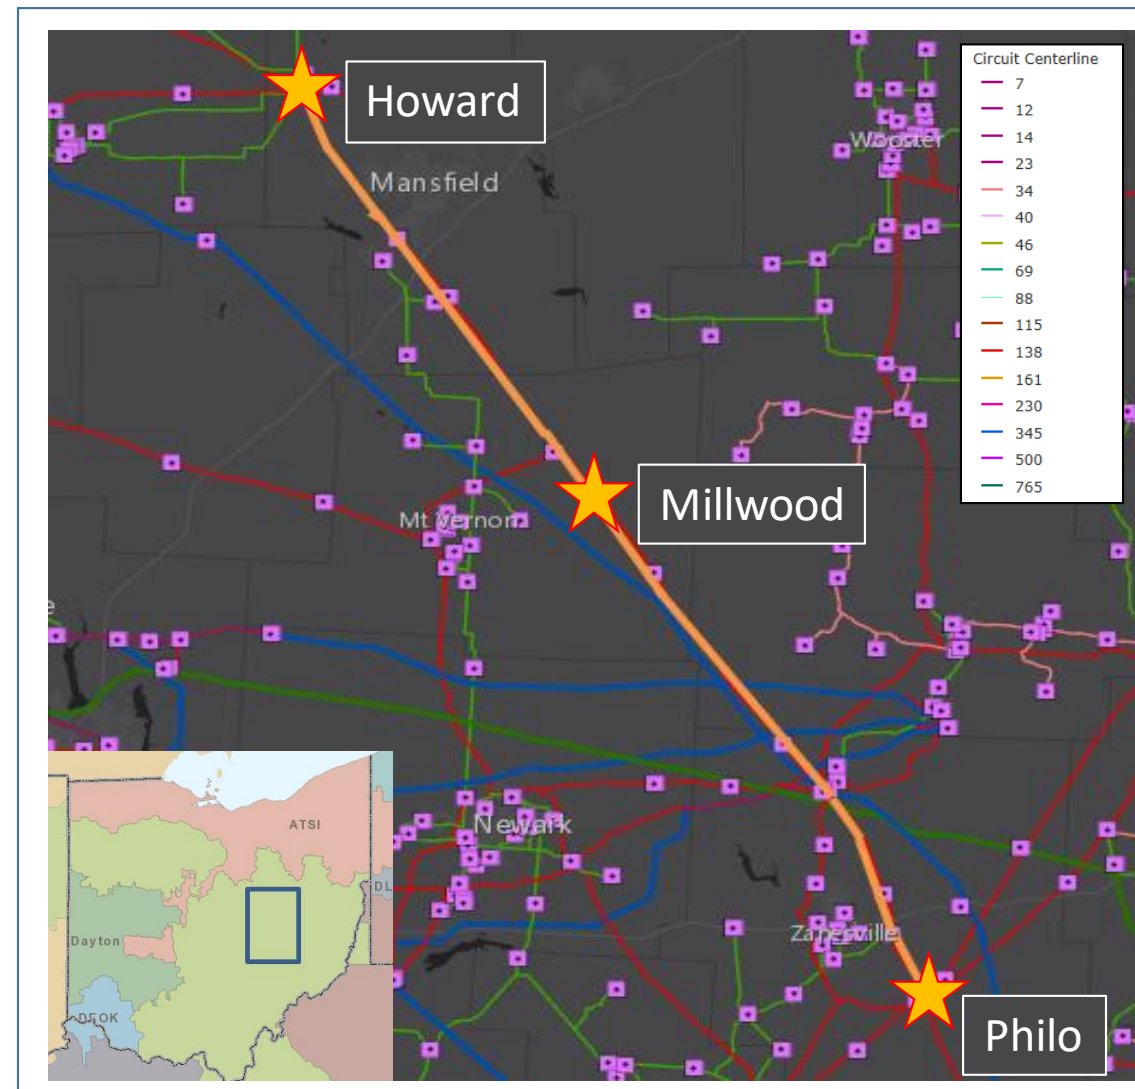 Howard
Mansfield
Wooster
Circuit Centerline
7
12
14
23
34
40
46
69
88
115
138
161
230
345
500
765
Millwood
Mt Vernon
e
Newark
Zanesville
Philo
ATSI
DL
Dayton
DEOK